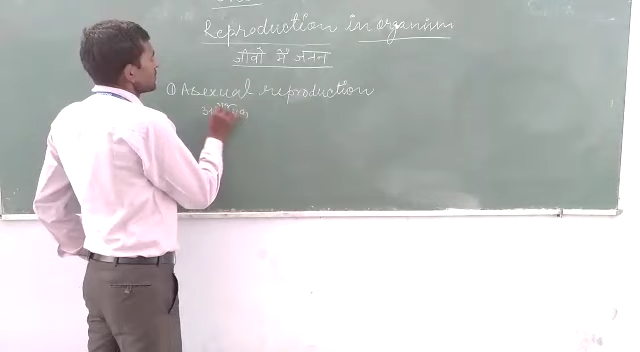 Reproduction in organism
जीवो में जनन
① Asexual reproduction